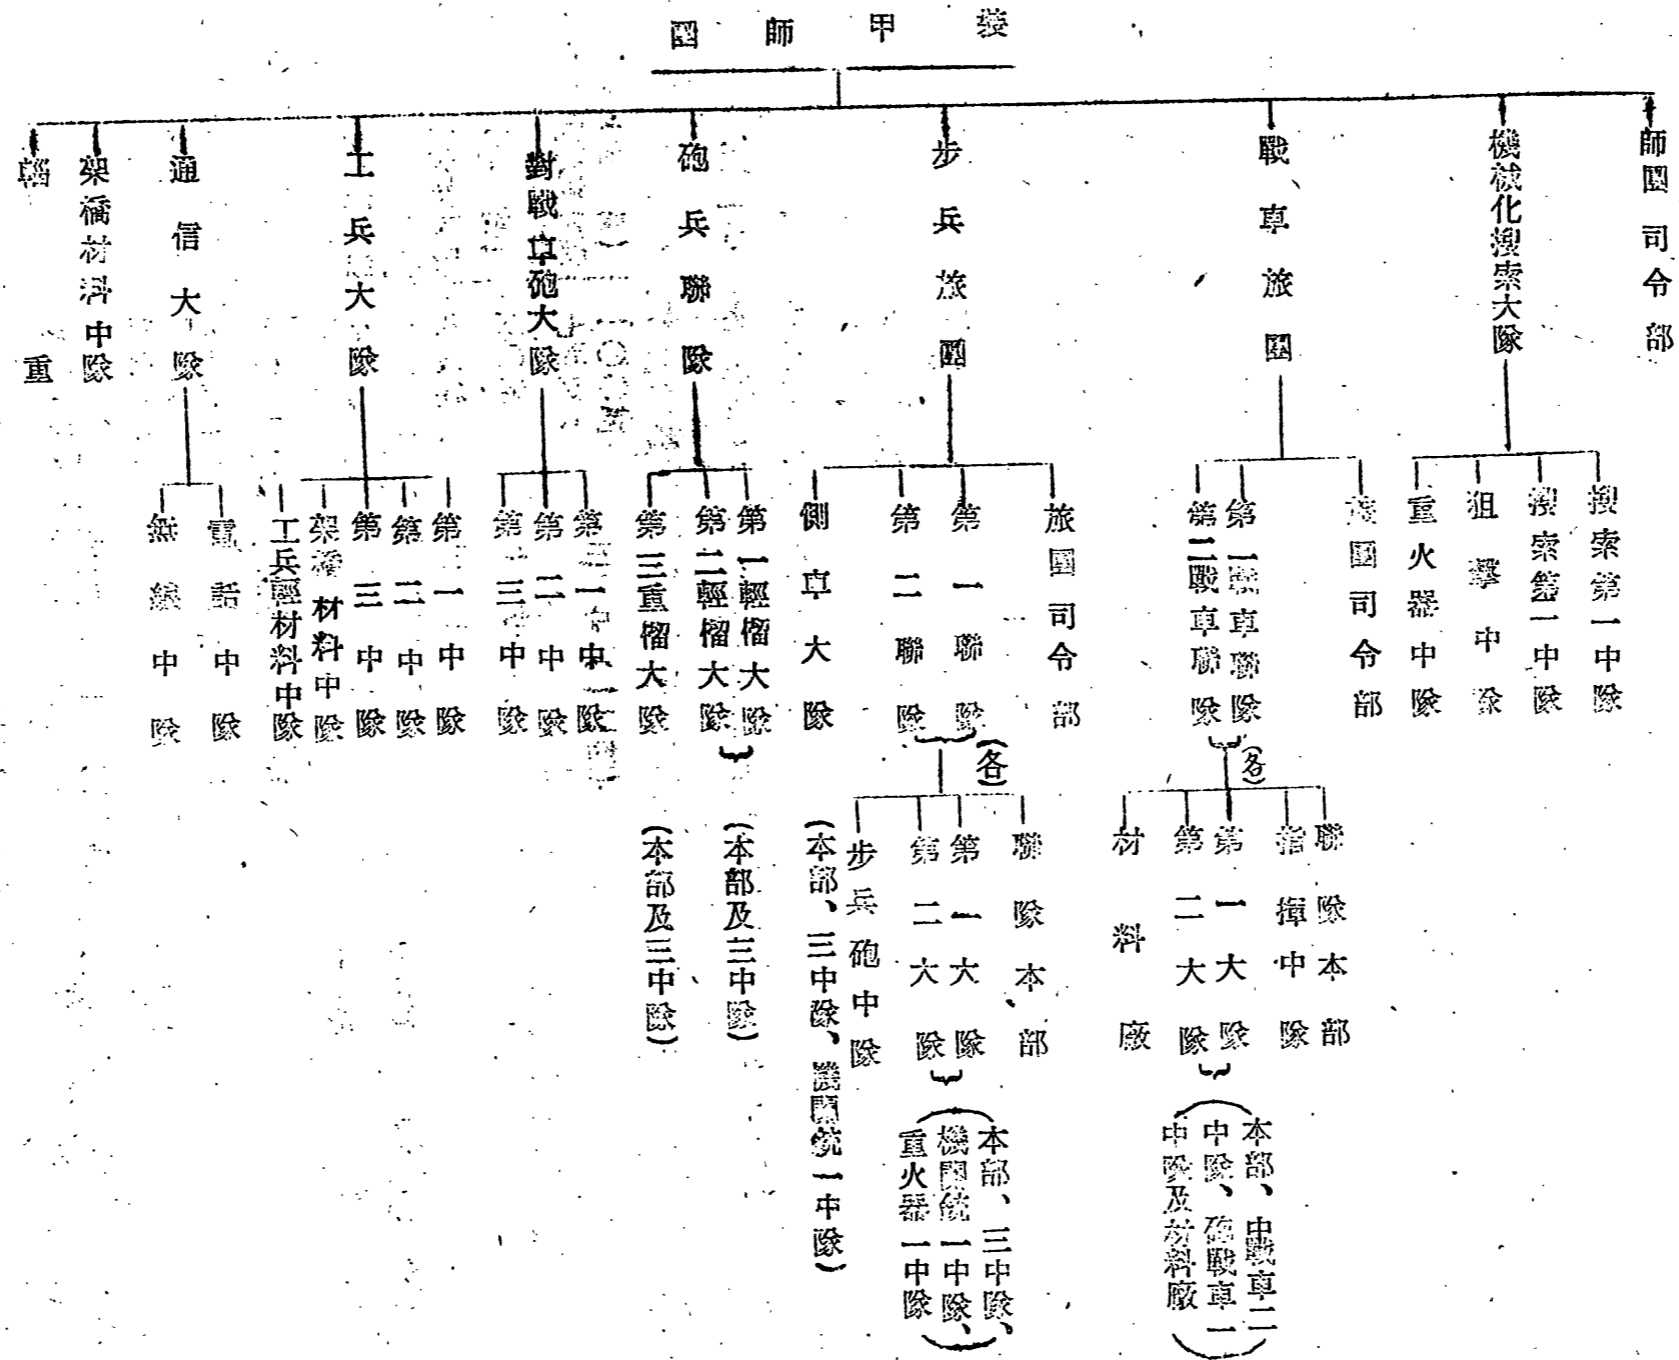 裝甲師團
師團司令部
機械化搜索大隊
搜索第一中隊
搜索第一中隊
狙擊中隊
重火器中隊
戰車旅團
旅團司令部
第一戰車聯隊
第二戰車聯隊
(各)
聯隊本部
指揮中隊
第一大隊
第二大隊
本部、中戰車二
中隊、砲戰車一
中隊及材料廠
材料廠
步兵旅團
旅團司令部
第一聯隊
第二聯隊
(各)
聯隊本部
第一大隊
第二大隊
本部、三中隊、
機關銃一中隊、
重火器一中隊
步兵砲中隊
側車大隊
(本部、三中隊、機關銃一中隊)
砲兵聯隊
第一輕榴大隊
第二輕榴大隊
(本部及三中隊)
第三重榴大隊
(本部及三中隊)
對戰車砲大隊
第一中隊
第二中隊
第三中隊
工兵大隊
第一中隊
第二中隊
第三中隊
架橋材料中隊
工兵輕材料中隊
通信大隊
電話中隊
無線中隊
架橋材料中隊
輜重